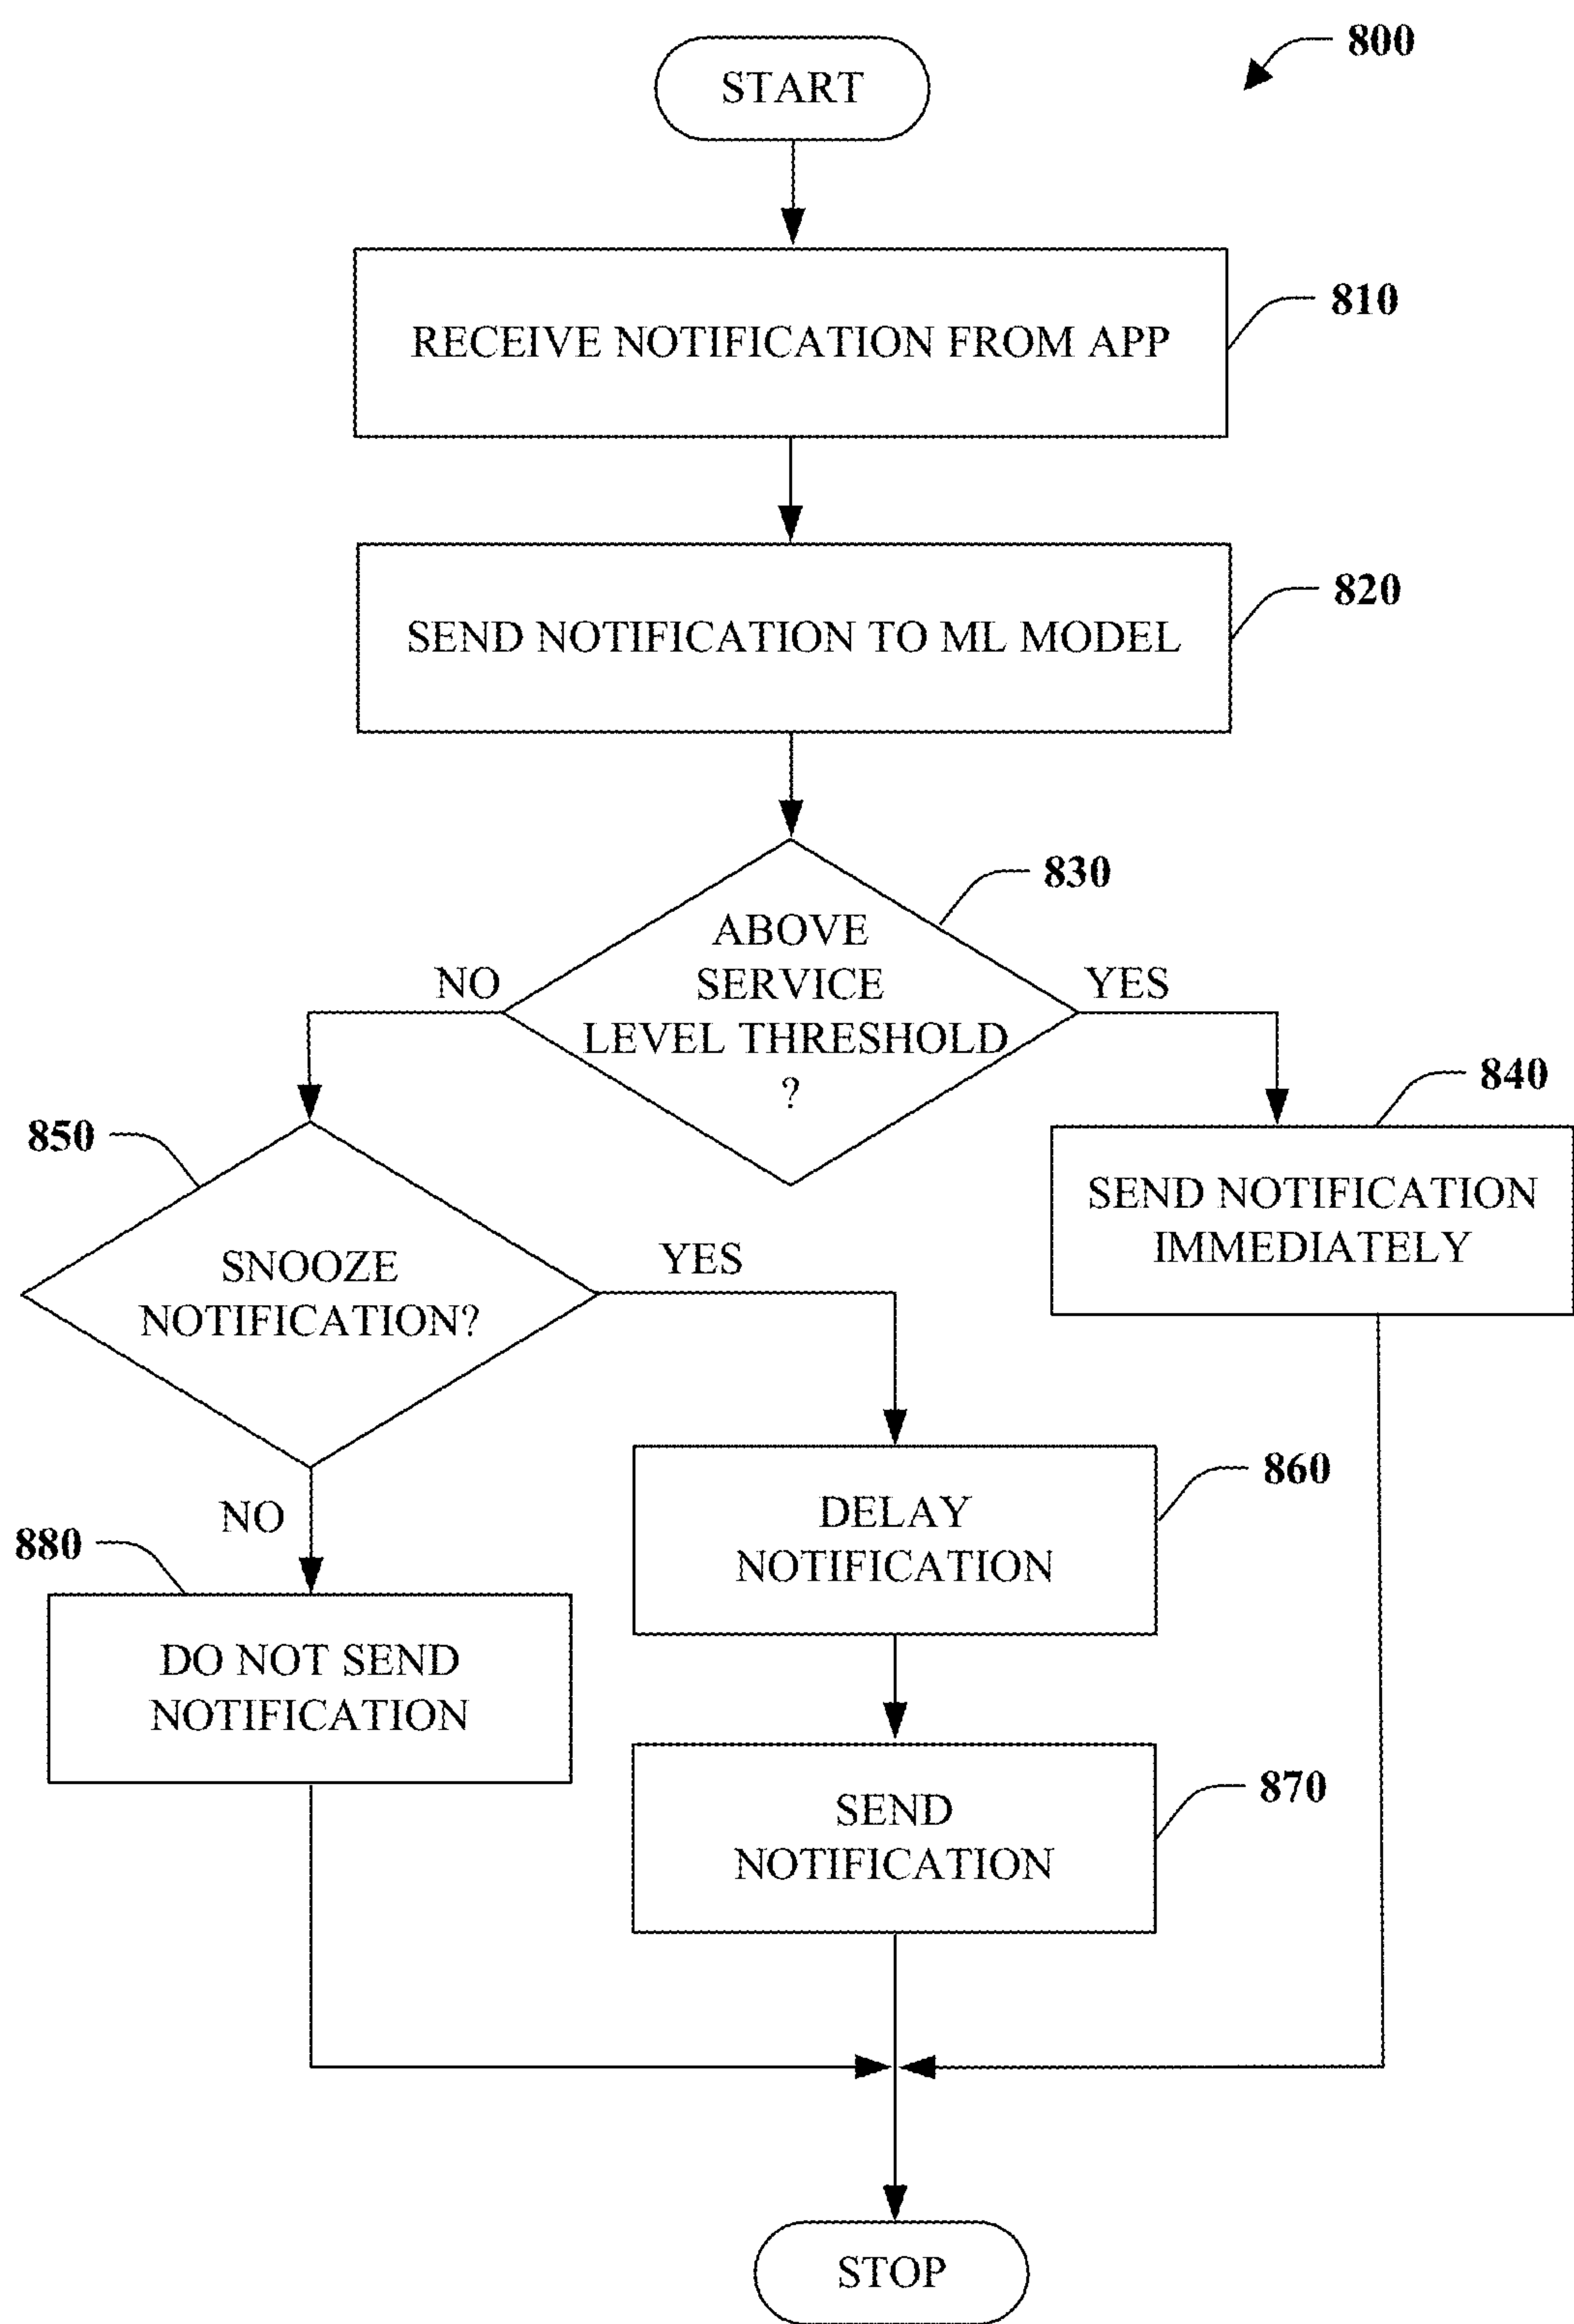 800
START
RECEIVE NOTIFICATION FROM APP
810
SEND NOTIFICATION TO ML MODEL
820
830
ABOVE
SERVICE
LEVEL THRESHOLD
?
NO
YES
840
SEND NOTIFICATION
IMMEDIATELY
850
SNOOZE
NOTIFICATION?
YES
NO
860
DELAY
NOTIFICATION
880
DO NOT SEND
NOTIFICATION
870
SEND
NOTIFICATION
STOP